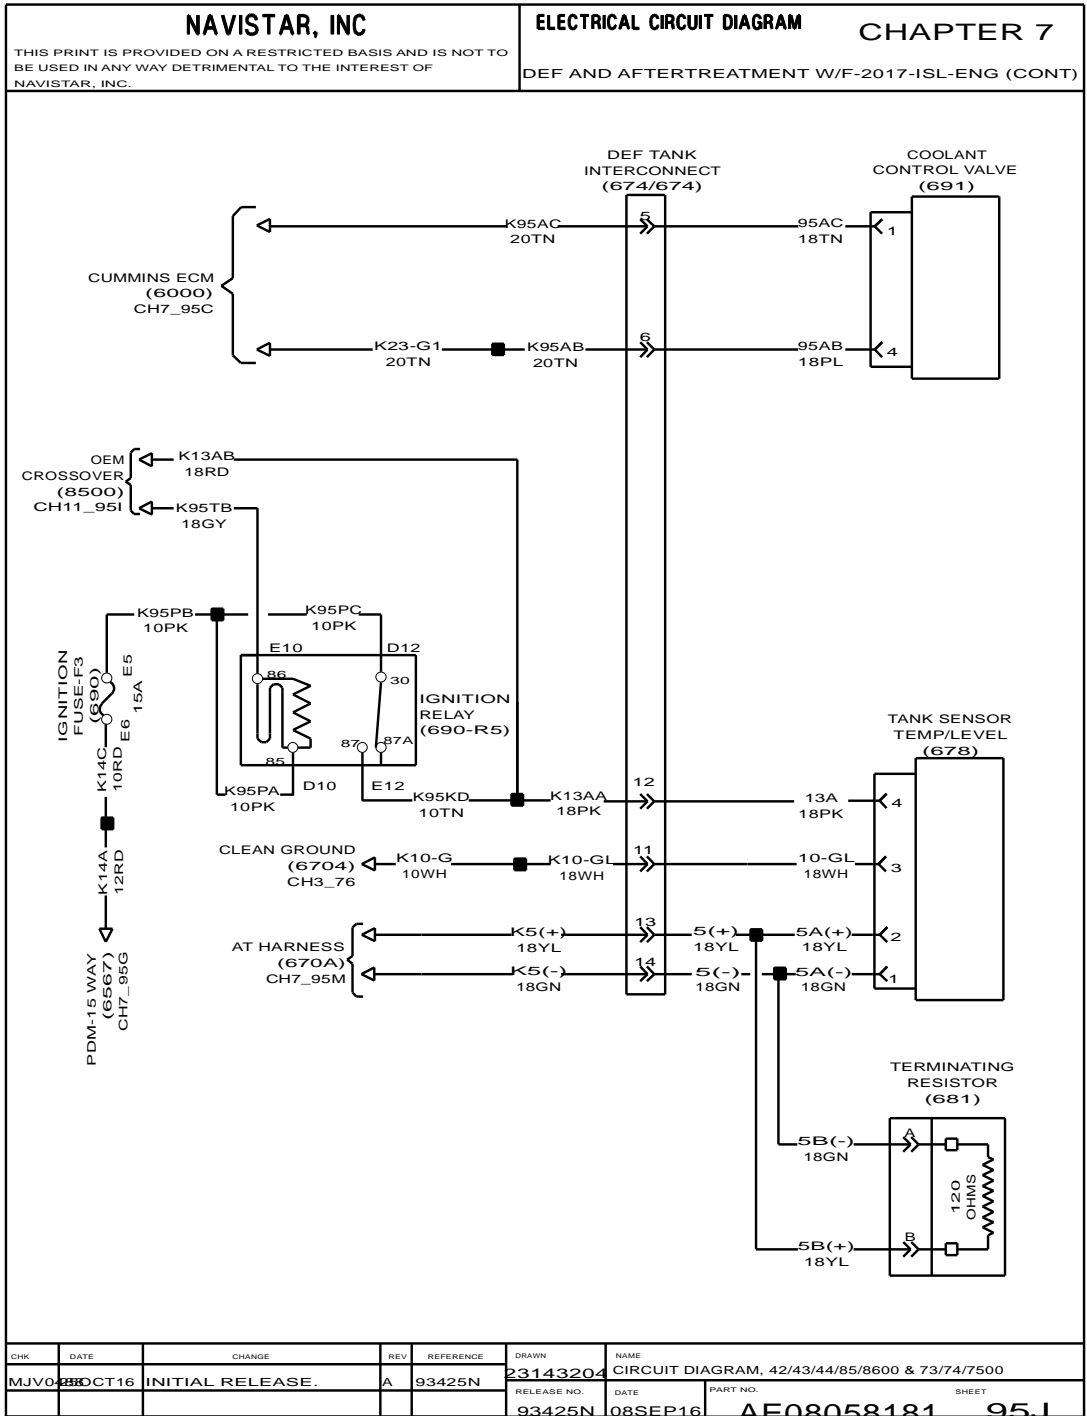 NAVISTAR, INC
THIS PRINT IS PROVIDED ON A RESTRICTED BASIS AND IS NOT TO
BE USED IN ANY WAY DETRIMENTAL TO THE INTEREST OF
NAVISTAR, INC.
ELECTRICAL CIRCUIT DIAGRAM
CHAPTER 7
DEF AND AFTERTREATMENT W/F-2017-ISL-ENG (CONT)
DEF TANK
INTERCONNECT
(674/674)
COOLANT
CONTROL VALVE
(691)
K95AC
20TN
5
95AC
18TN
1
CUMMINS ECM
(6000)
CH7_95C
K23-G1
20TN
K95AB
20TN
6
95AB
18PL
4
OEM
CROSSOVER
(8500)
CH11_95I
K13AB
18RD
K95TB
18GY
K95PB
10PK
K95PC
10PK
E10
D12
86
30
IGNITION
RELAY
(690-R5)
85
87
87A
D10
E12
IGNITION
FUSE-F3
(690)
E5
15A
E6
K14C
10RD
K14A
12RD
PDM-15 WAY
(6567)
CH7_95G
K95PA
10PK
K95KD
10TN
K13AA
18PK
12
13A
18PK
4
TANK SENSOR
TEMP/LEVEL
(678)
CLEAN GROUND
(6704)
CH3_76
K10-G
10WH
K10-GL
18WH
11
10-GL
18WH
3
AT HARNESS
(670A)
CH7_95M
K5(+)
18YL
13
5(+)
18YL
5A(+)
18YL
2
K5(-)
18GN
14
5(-)
18GN
5A(-)
18GN
1
TERMINATING
RESISTOR
(681)
5B(-)
18GN
A
120
OHMS
5B(+)
18YL
B
CHK DATE CHANGE REV REFERENCE
INITIAL RELEASE. A 93425N
DRAWN
23143204
NAME
CIRCUIT DIAGRAM, 42/43/44/85/8600 & 73/74/7500
RELEASE NO.
93425N
DATE
08SEP16
PART NO.
AF08058181
SHEET
95J